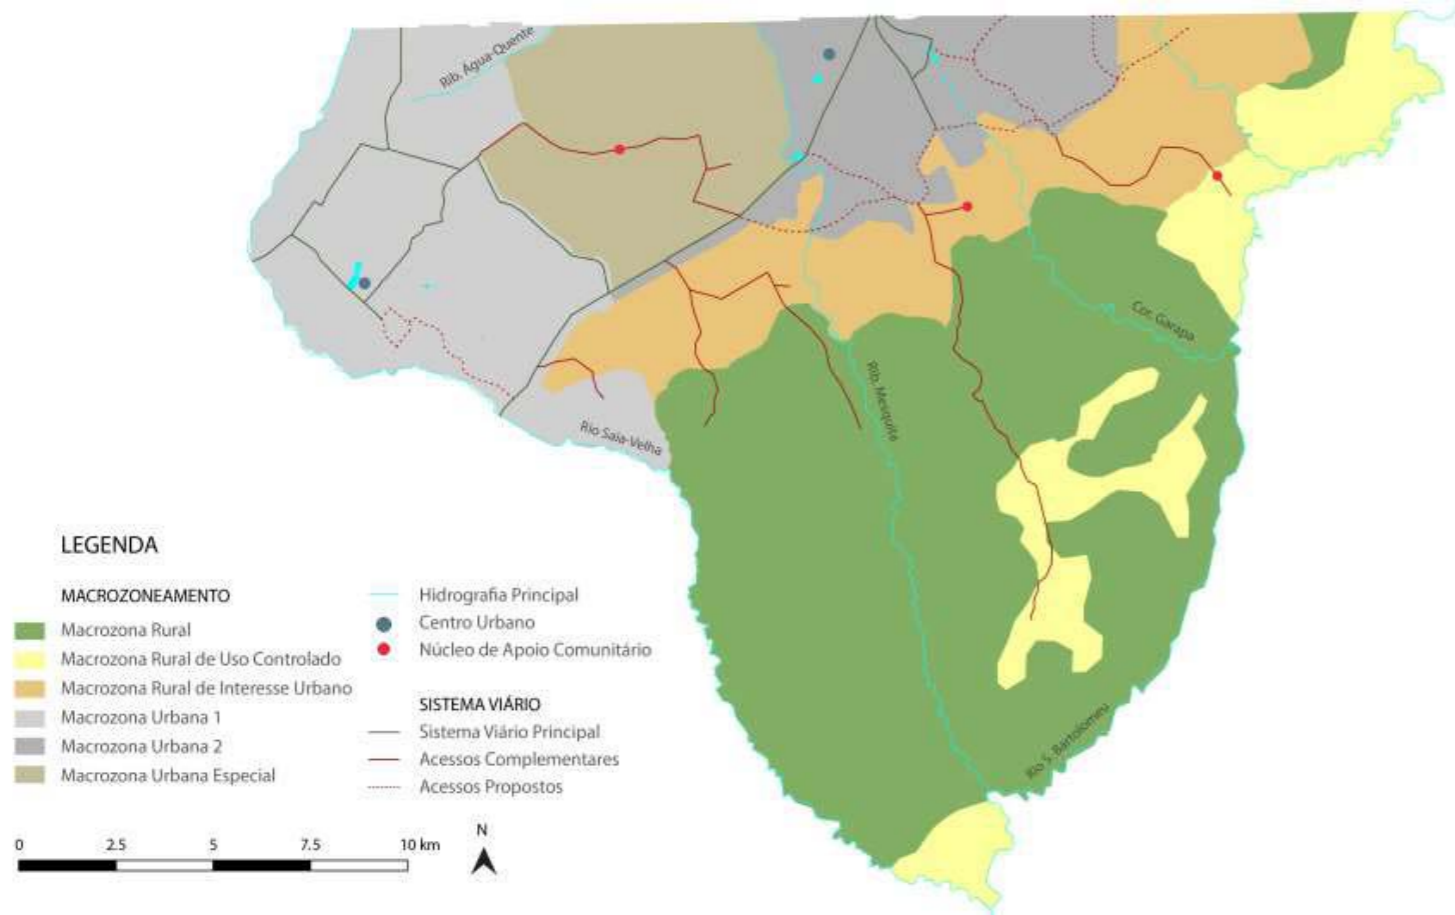 Rib. Água-Quente
Cor. Garapa
Rib. Mesquita
Rio Saia-Velha
Rio S. Bartolomeu
LEGENDA
MACROZONEAMENTO
Macrozona Rural
Macrozona Rural de Uso Controlado
Macrozona Rural de Interesse Urbano
Macrozona Urbana 1
Macrozona Urbana 2
Macrozona Urbana Especial
Hidrografia Principal
Centro Urbano
Núcleo de Apoio Comunitário
SISTEMA VIÁRIO
Sistema Viário Principal
Acessos Complementares
Acessos Propostos
0 2.5 5 7.5 10 km
N